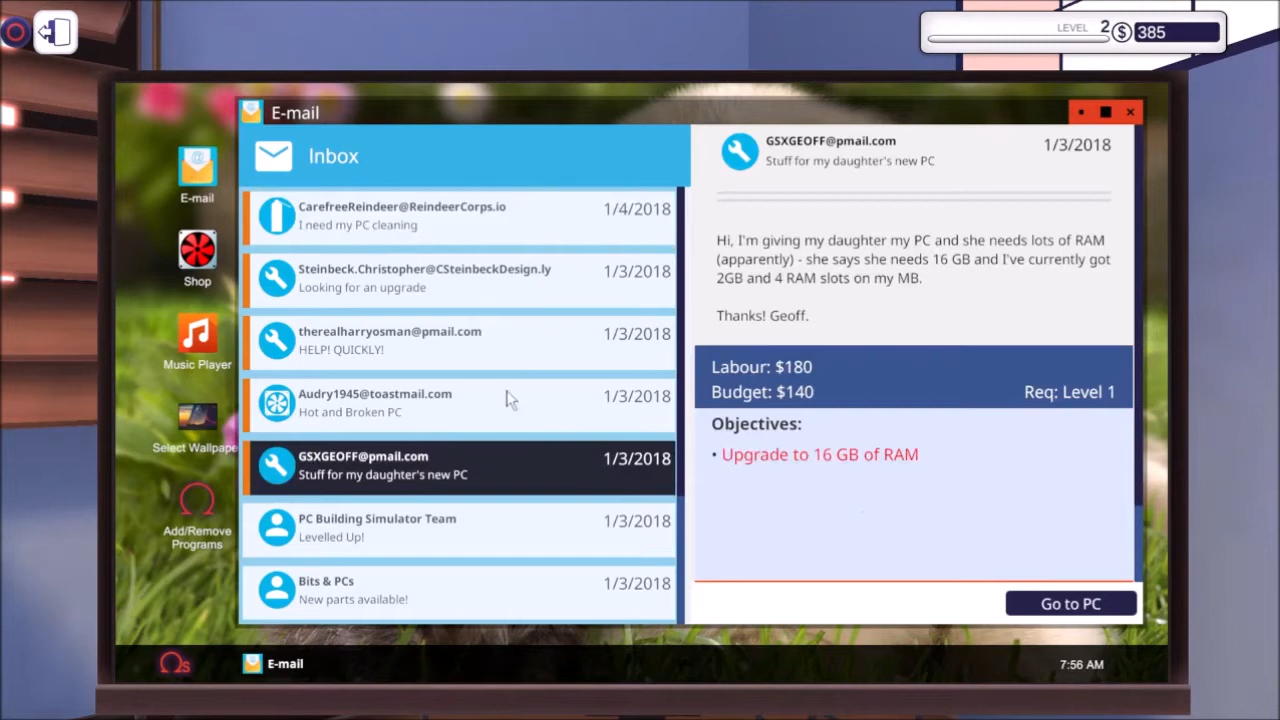 LEVEL 2 $ 385
E-mail
Inbox
CarefreeReindeer@ReindeerCorps.io 1/4/2018
I need my PC cleaning
Steinbeck.Christopher@CSteinbeckDesign.ly 1/3/2018
Looking for an upgrade
therealharryosman@pmail.com 1/3/2018
HELP! QUICKLY!
Audry1945@toastmail.com 1/3/2018
Hot and Broken PC
GSXGEOFF@pmail.com 1/3/2018
Stuff for my daughter's new PC
PC Building Simulator Team 1/3/2018
Levelled Up!
Bits & PCs 1/3/2018
New parts available!
GSXGEOFF@pmail.com 1/3/2018
Stuff for my daughter's new PC
Hi, I'm giving my daughter my PC and she needs lots of RAM
(apparently) - she says she needs 16 GB and I've currently got
2GB and 4 RAM slots on my MB.
Thanks! Geoff.
Labour: $180
Budget: $140 Req: Level 1
Objectives:
• Upgrade to 16 GB of RAM
Go to PC
E-mail
Shop
Music Player
Select Wallpape
Add/Remove
Programs
Ωs E-mail 7:56 AM